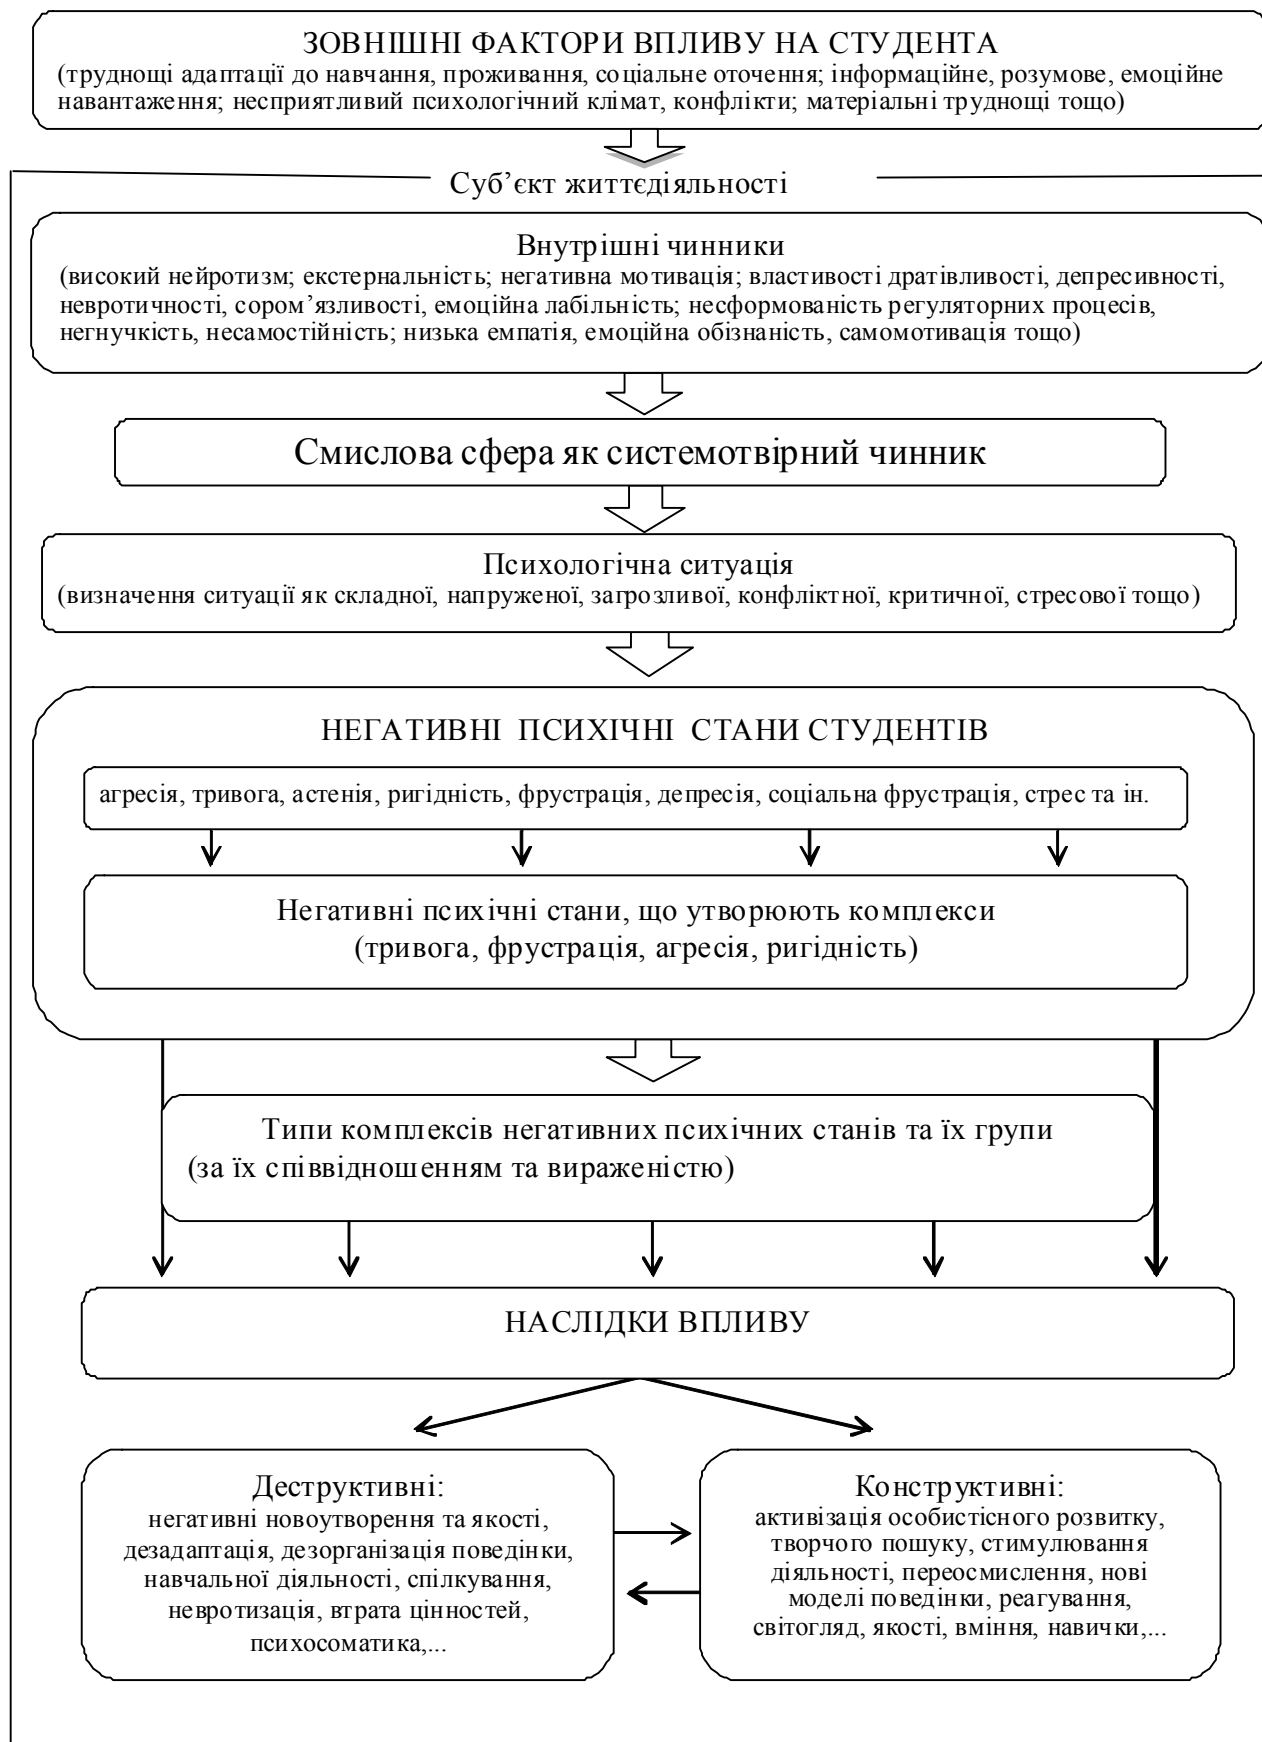 ЗОВНІШНІ ФАКТОРИ ВПЛИВУ НА СТУДЕНТА
(труднощі адаптації до навчання, проживання, соціальне оточення; інформаційне, розумове, емоційне
навантаження; несприятливий психологічний клімат, конфлікти; матеріальні труднощі тощо)
Суб’єкт життєдіяльності
Внутрішні чинники
(високий нейротизм; екстернальність; негативна мотивація; властивості дратівливості, депресивності,
невротичності, сором’язливості, емоційна лабільність; несформованість регуляторних процесів,
негнучкість, несамостійність; низька емпатія, емоційна обізнаність, самомотивація тощо)
Смислова сфера як системотвірний чинник
Психологічна ситуація
(визначення ситуації як складної, напруженої, загрозливої, конфліктної, критичної, стресової тощо)
НЕГАТИВНІ ПСИХІЧНІ СТАНИ СТУДЕНТІВ
агресія, тривога, астенія, ригідність, фрустрація, депресія, соціальна фрустрація, стрес та ін.
Негативні психічні стани, що утворюють комплекси
(тривога, фрустрація, агресія, ригідність)
Типи комплексів негативних психічних станів та їх групи
(за їх співвідношенням та вираженістю)
НАСЛІДКИ ВПЛИВУ
Деструктивні:
негативні новоутворення та якості,
дезадаптація, дезорганізація поведінки,
навчальної діяльності, спілкування,
невротизація, втрата цінностей,
психосоматика,...
Конструктивні:
активізація особистісного розвитку,
творчого пошуку, стимулювання
діяльності, переосмислення, нові
моделі поведінки, реагування,
світогляд, якості, вміння, навички,...